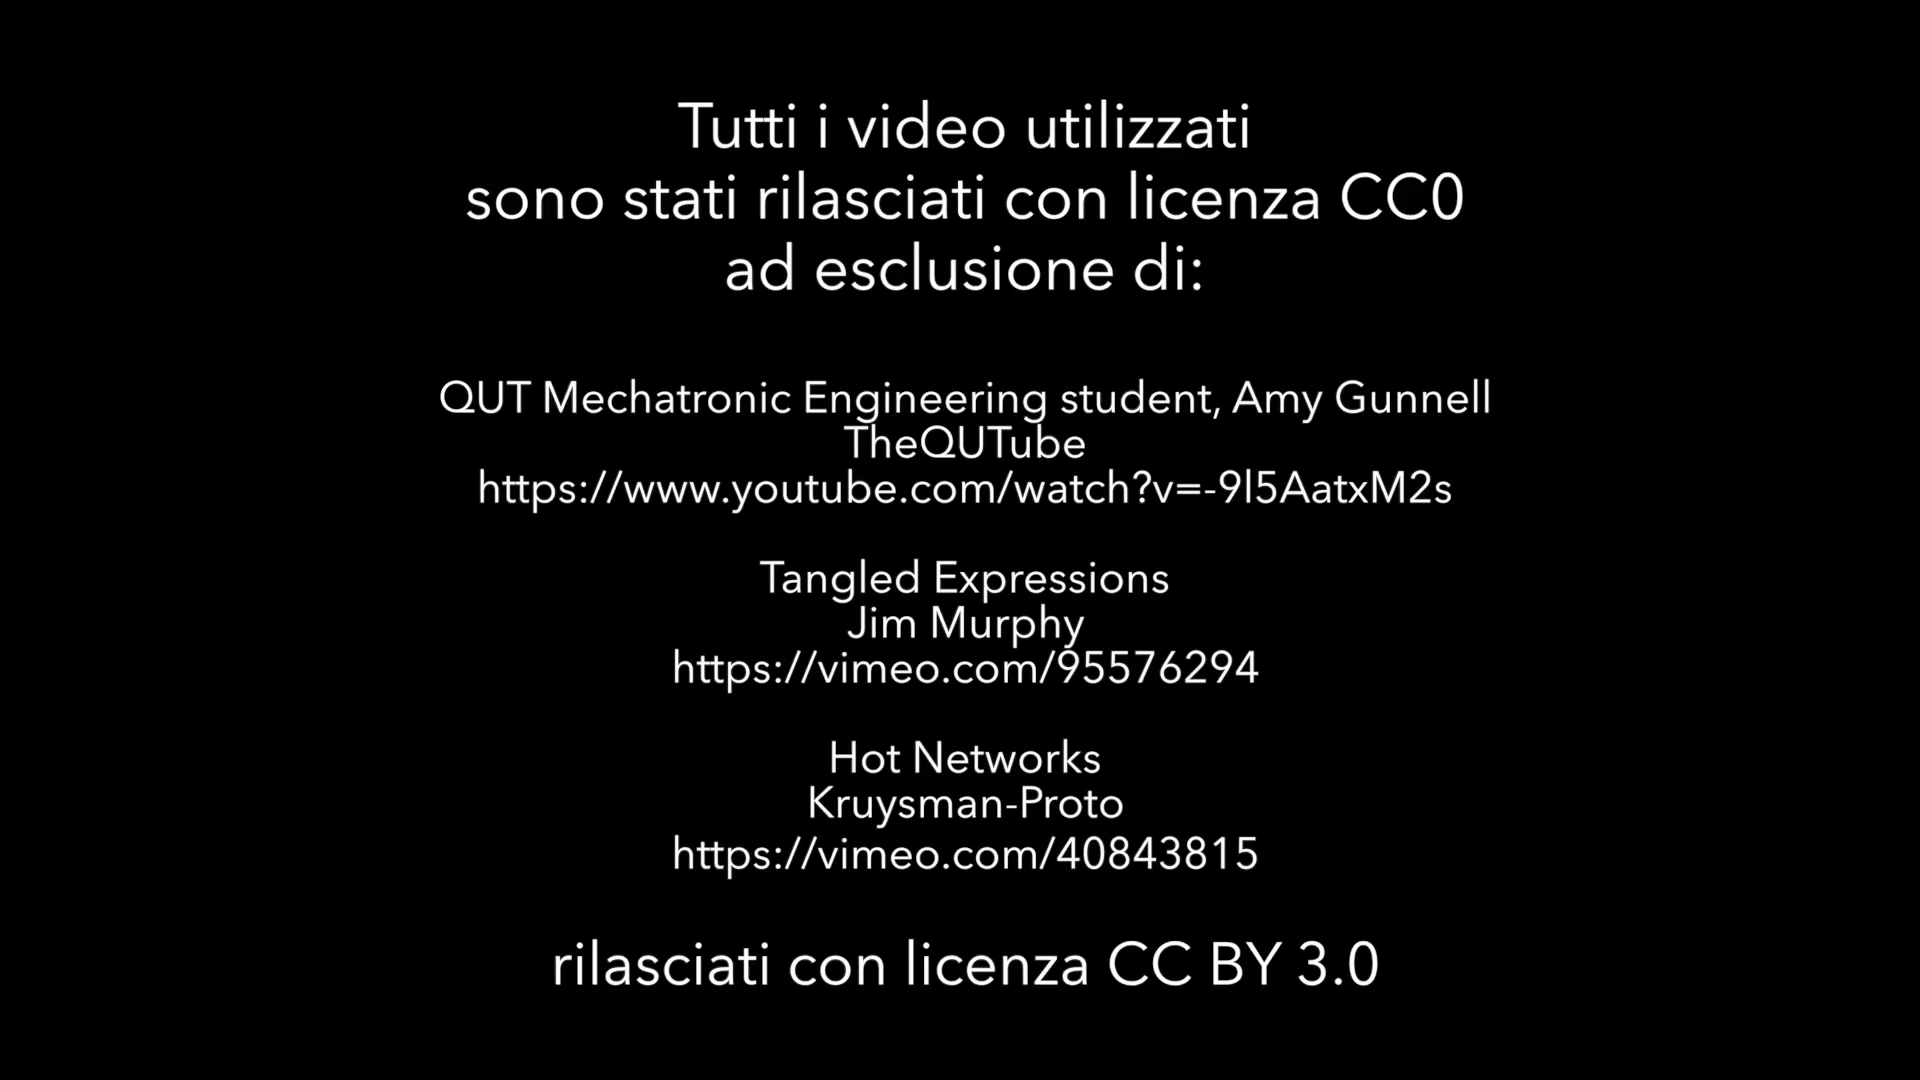 Tutti i video utilizzati
sono stati rilasciati con licenza CC0
ad esclusione di:
QUT Mechatronic Engineering student, Amy Gunnell
TheQUTube
https://www.youtube.com/watch?v=-9l5AatxM2s
Tangled Expressions
Jim Murphy
https://vimeo.com/95576294
Hot Networks
Kruysman-Proto
https://vimeo.com/40843815
rilasciati con licenza CC BY 3.0